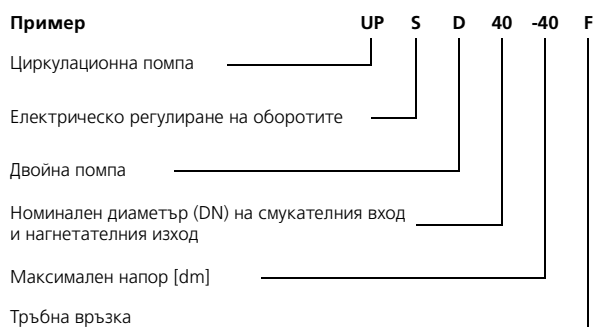 Пример UP S D 40 -40 F
Циркулационна помпа
Електрическо регулиране на оборотите
Двойна помпа
Номинален диаметър (DN) на смукателния вход
и нагнетателния изход
Максимален напор [dm]
Тръбна връзка